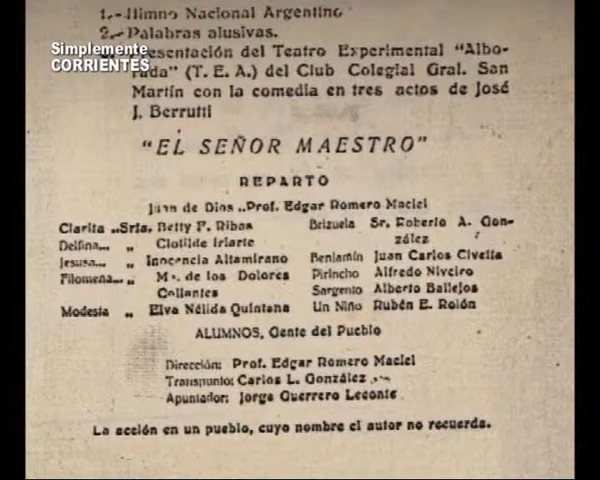 1.—Himno Nacional Argentino
2.—Palabras alusivas.
Simplemente
CORRIENTES
Presentación del Teatro Experimental "Albo-
rada" (T. E. A.) del Club Colegial Gral. San
Martín con la comedia en tres actos de José
J. Berrutti
"EL SEÑOR MAESTRO"
REPARTO
Juan de Dios ..Prof. Edgar Romero Maciel
Clarita ..Srta. Betty F. Ribas
Delfina... „ Clotilde Iriarte
Jesusa... „ Inocencia Altamirano
Filomena... „ Mª. de los Dolores
Collantes
Modesta „ Elva Nélida Quintana
Brizuela Sr. Roberto A. Gon-
zález
Benjamín Juan Carlos Civella
Pirincho Alfredo Niveiro
Sargento Alberto Ballejos
Un Niño Rubén E. Rolón
ALUMNOS, Gente del Pueblo
Dirección: Prof. Edgar Romero Maciel
Transpunto: Carlos L. González
Apuntador: Jorge Guerrero Leconte
La acción en un pueblo, cuyo nombre el autor no recuerda.